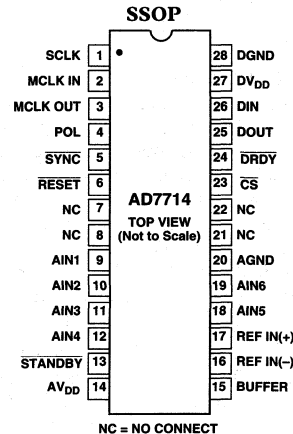 SSOP
SCLK 1 28 DGND
MCLK IN 2 27 DVDD
MCLK OUT 3 26 DIN
POL 4 25 DOUT
SYNC 5 24 DRDY
RESET 6 23 CS
NC 7 22 NC
NC 8 21 NC
AIN1 9 20 AGND
AIN2 10 19 AIN6
AIN3 11 18 AIN5
AIN4 12 17 REF IN(+)
STANDBY 13 16 REF IN(–)
AVDD 14 15 BUFFER
AD7714
TOP VIEW
(Not to Scale)
NC = NO CONNECT